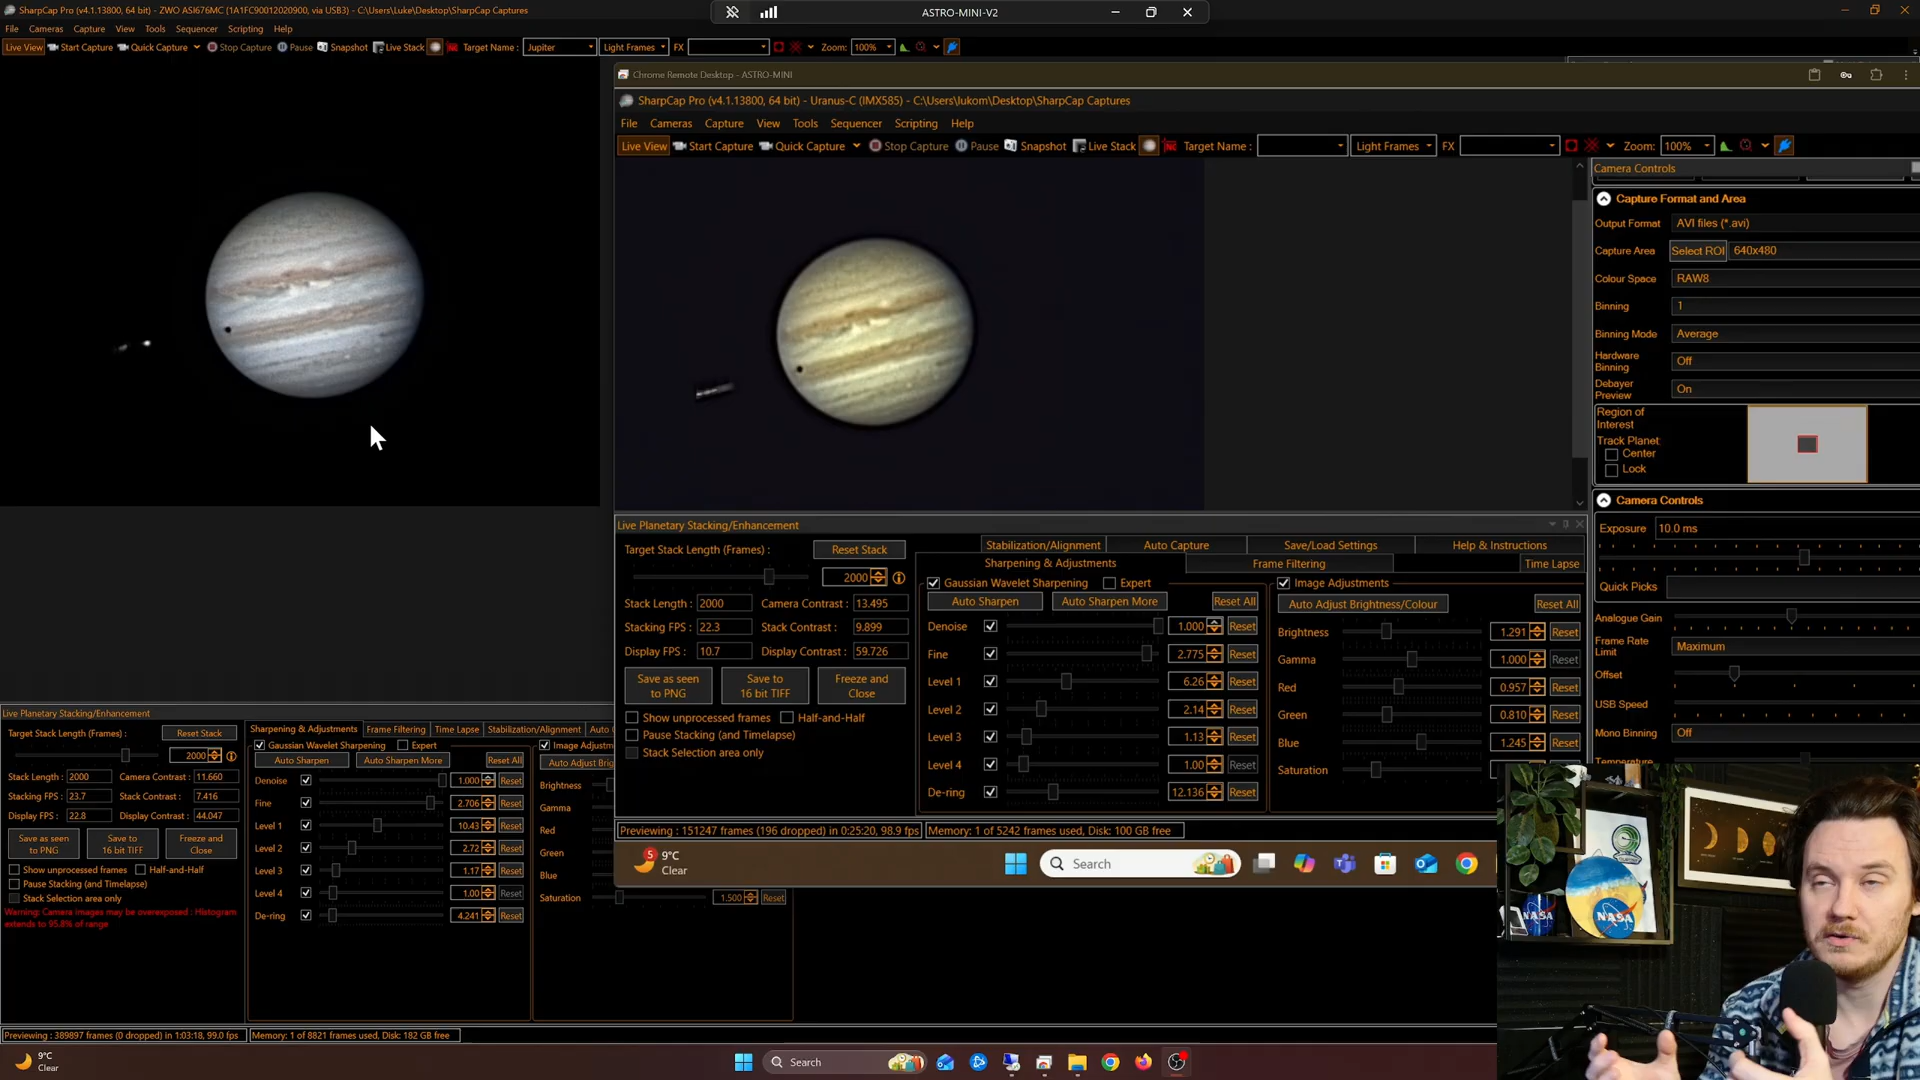 SharpCap Pro (v4.1.13800, 64 bit) - ZWO ASI676MC (1A1FC90012020900, via USB3) - C:\Users\Luke\Desktop\SharpCap Captures
ASTRO-MINI-V2
File Cameras Capture View Tools Sequencer Scripting Help
Live View Start Capture Quick Capture Stop Capture Pause Snapshot Live Stack Target Name : Jupiter Light Frames FX Zoom: 100%
Chrome Remote Desktop - ASTRO-MINI
SharpCap Pro (v4.1.13800, 64 bit) - Uranus-C (IMX585) - C:\Users\lukom\Desktop\SharpCap Captures
File Cameras Capture View Tools Sequencer Scripting Help
Live View Start Capture Quick Capture Stop Capture Pause Snapshot Live Stack Target Name : Light Frames FX Zoom: 100%
Camera Controls
Capture Format and Area
Output Format AVI files (*.avi)
Capture Area Select ROI 640x480
Colour Space RAW8
Binning 1
Binning Mode Average
Hardware
Binning Off
Debayer
Preview On
Region of
Interest
Track Planet
Center
Lock
Camera Controls
Exposure 10.0 ms
Quick Picks
Analogue Gain
Frame Rate
Limit Maximum
Offset
USB Speed
Mono Binning Off
Live Planetary Stacking/Enhancement
Target Stack Length (Frames) : Reset Stack
2000
Stack Length : 2000 Camera Contrast : 13.495
Stacking FPS : 22.3 Stack Contrast : 9.899
Display FPS : 10.7 Display Contrast : 59.726
Save as seen
to PNG
Save to
16 bit TIFF
Freeze and
Close
Show unprocessed frames Half-and-Half
Pause Stacking (and Timelapse)
Stack Selection area only
Stabilization/Alignment Auto Capture Save/Load Settings Help & Instructions
Sharpening & Adjustments Frame Filtering Time Lapse
Gaussian Wavelet Sharpening Expert
Auto Sharpen Auto Sharpen More Reset All
Denoise 1.000 Reset
Fine 2.775 Reset
Level 1 6.26 Reset
Level 2 2.14 Reset
Level 3 1.13 Reset
Level 4 1.00 Reset
De-ring 12.136 Reset
Image Adjustments
Auto Adjust Brightness/Colour Reset All
Brightness 1.291 Reset
Gamma 1.000 Reset
Red 0.957 Reset
Green 0.810 Reset
Blue 1.245 Reset
Saturation
Previewing : 151247 frames (196 dropped) in 0:25:20, 98.9 fps Memory: 1 of 5242 frames used, Disk: 100 GB free
5
9°C
Clear
Search
Live Planetary Stacking/Enhancement
Target Stack Length (Frames) : Reset Stack
2000
Stack Length : 2000 Camera Contrast : 11.660
Stacking FPS : 23.7 Stack Contrast : 7.416
Display FPS : 22.8 Display Contrast : 44.047
Save as seen
to PNG
Save to
16 bit TIFF
Freeze and
Close
Show unprocessed frames Half-and-Half
Pause Stacking (and Timelapse)
Stack Selection area only
Warning: Camera images may be overexposed : Histogram
extends to 95.8% of range
Sharpening & Adjustments Frame Filtering Time Lapse Stabilization/Alignment Auto
Gaussian Wavelet Sharpening Expert
Auto Sharpen Auto Sharpen More Reset All
Denoise 1.000 Reset
Fine 2.706 Reset
Level 1 10.43 Reset
Level 2 2.72 Reset
Level 3 1.17 Reset
Level 4 1.00 Reset
De-ring 4.241 Reset
Image Adjustm
Auto Adjust Brig
Brightness
Gamma
Red
Green
Blue
Saturation 1.500 Reset
Previewing : 389897 frames (0 dropped) in 1:03:18, 99.0 fps Memory: 1 of 8821 frames used, Disk: 182 GB free
9°C
Clear
Search
NASA
NASA